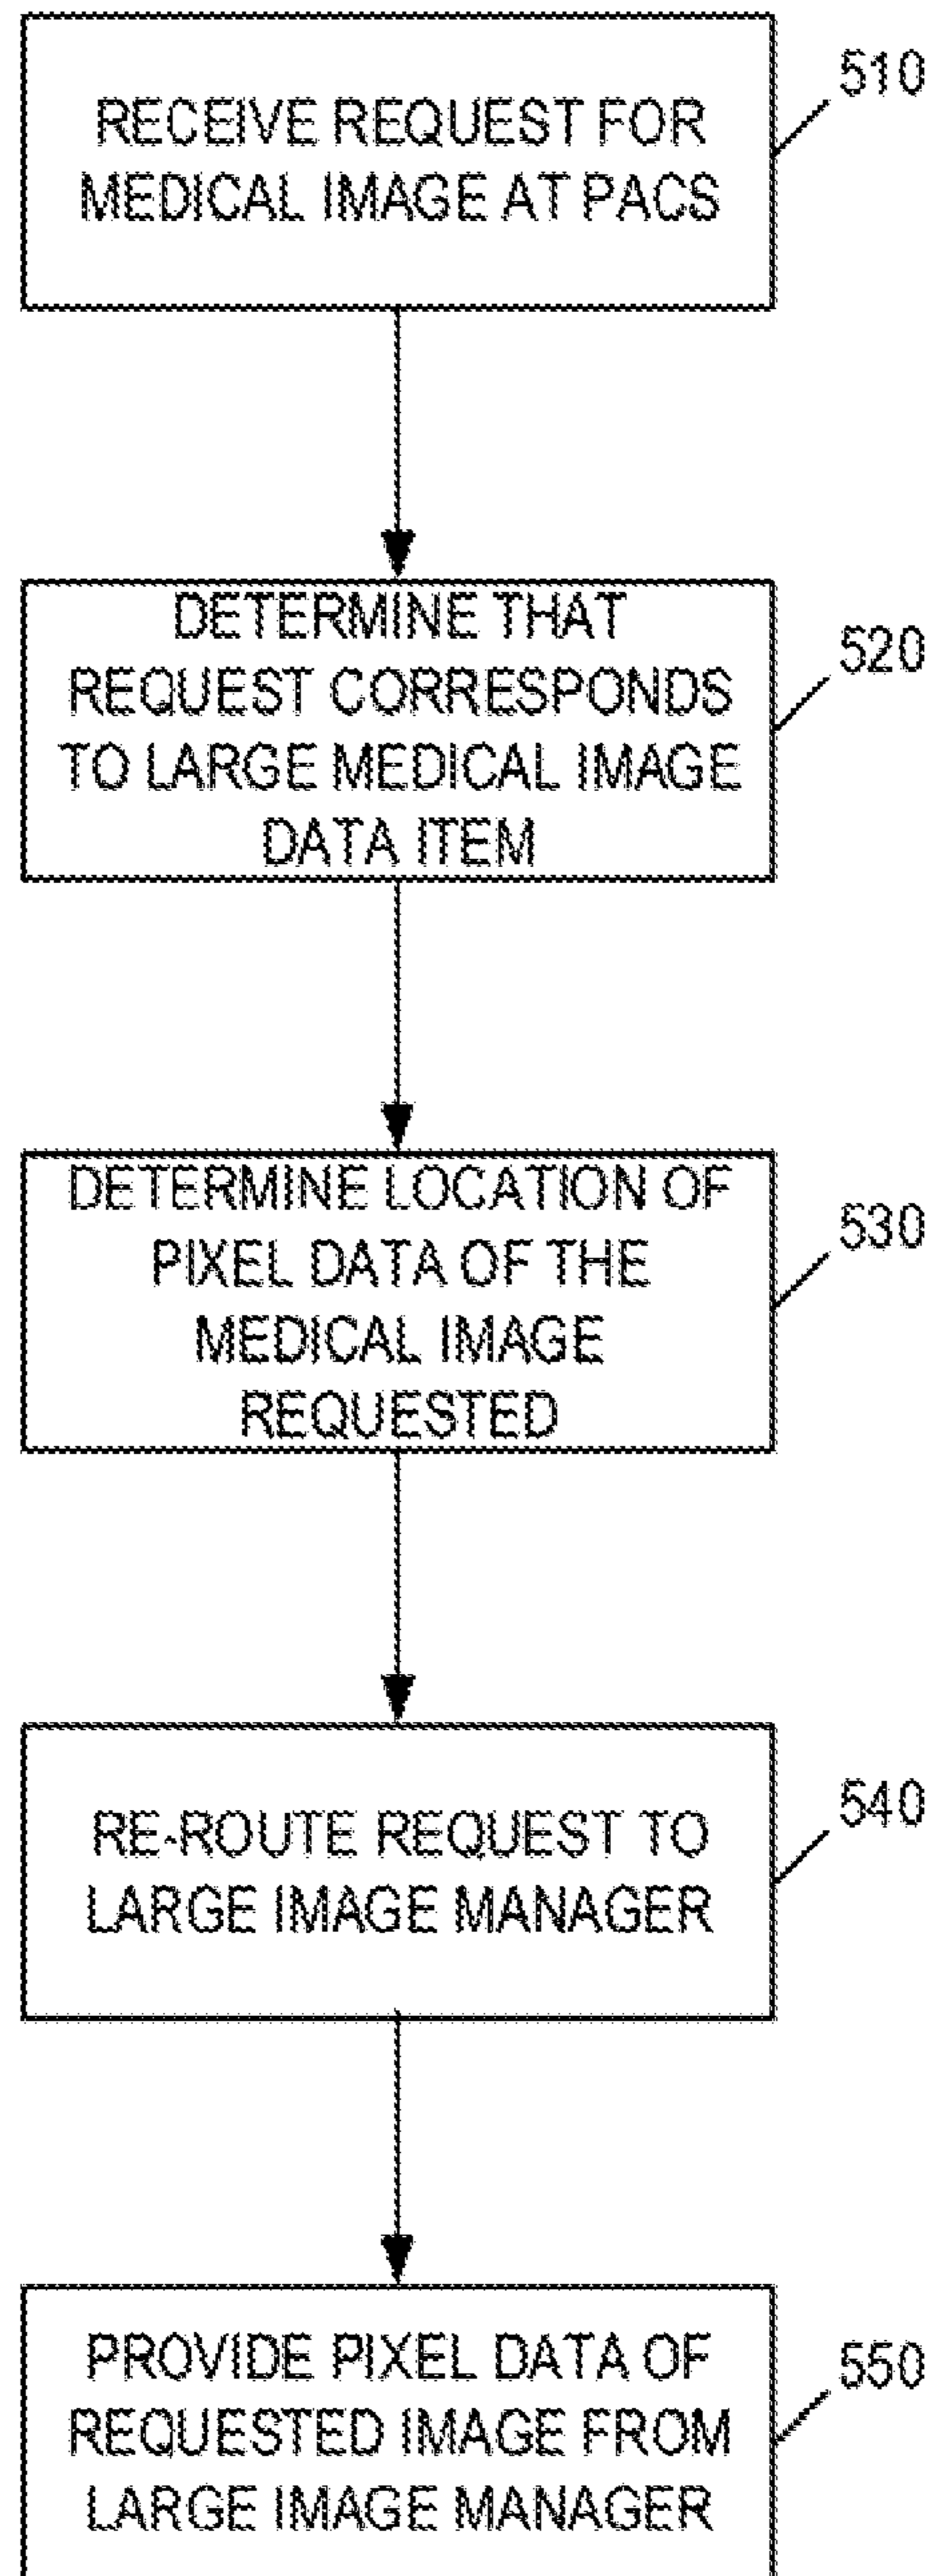 RECEIVE REQUEST FOR
MEDICAL IMAGE AT PACS
510
DETERMINE THAT
REQUEST CORRESPONDS
TO LARGE MEDICAL IMAGE
DATA ITEM
520
DETERMINE LOCATION OF
PIXEL DATA OF THE
MEDICAL IMAGE
REQUESTED
530
RE-ROUTE REQUEST TO
LARGE IMAGE MANAGER
540
PROVIDE PIXEL DATA OF
REQUESTED IMAGE FROM
LARGE IMAGE MANAGER
550